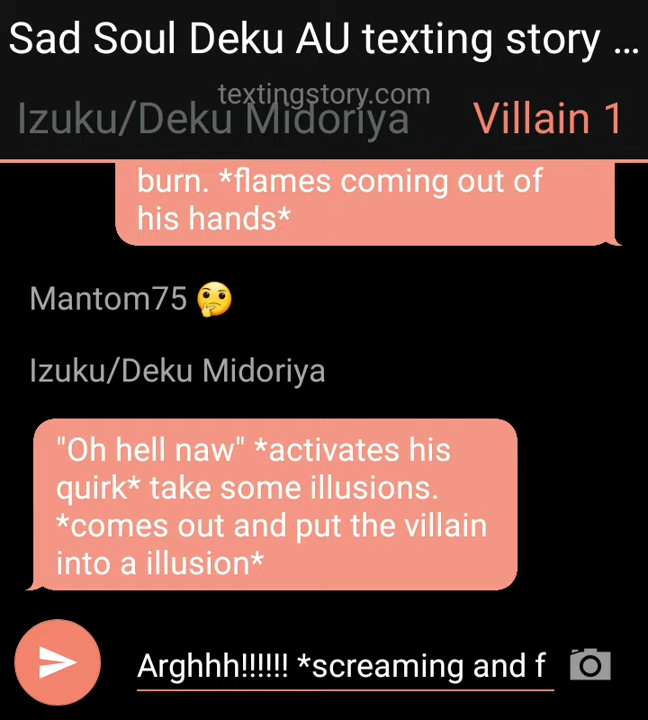 Sad Soul Deku AU texting story ...
textingstory.com
Izuku/Deku Midoriya
Villain 1
burn. *flames coming out of
his hands*
Mantom75 🤔
Izuku/Deku Midoriya
"Oh hell naw" *activates his
quirk* take some illusions.
*comes out and put the villain
into a illusion*
Arghhh!!!!!! *screaming and f